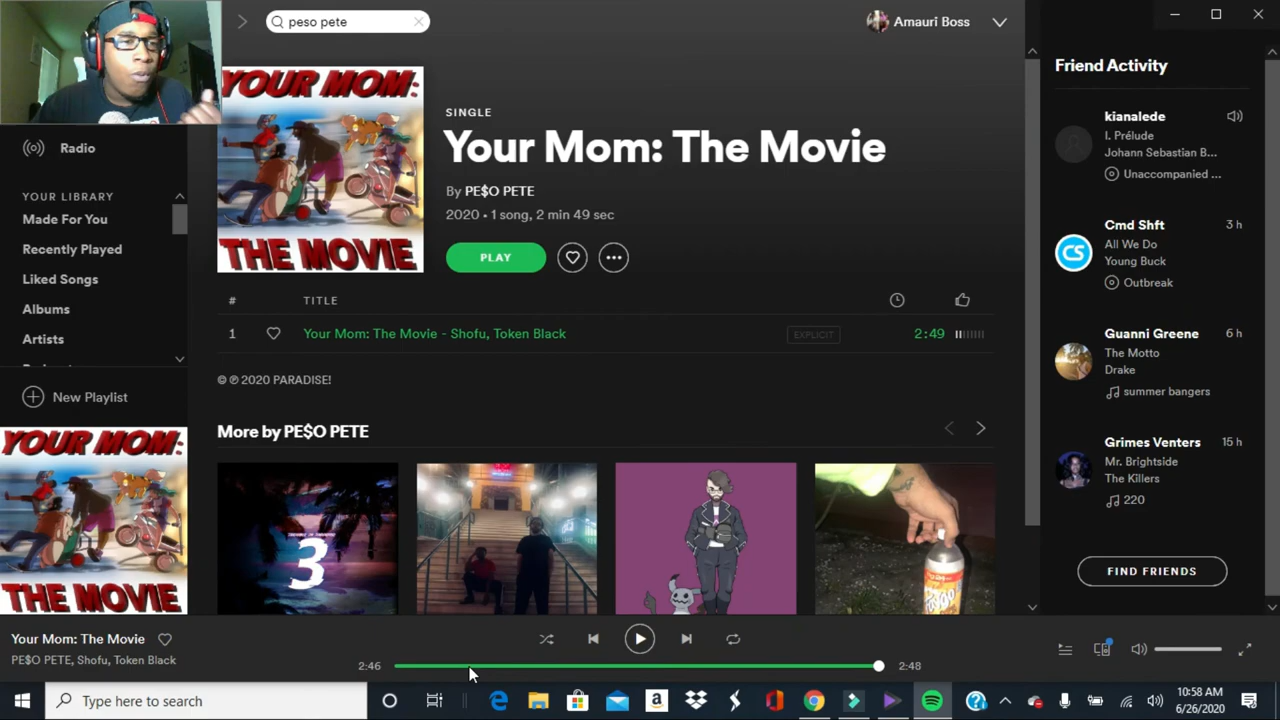 peso pete
Amauri Boss
YOUR MOM:
THE MOVIE
SINGLE
Your Mom: The Movie
By PE$O PETE
2020 • 1 song, 2 min 49 sec
PLAY
Radio
YOUR LIBRARY
Made For You
Recently Played
Liked Songs
Albums
Artists
New Playlist
# TITLE
1 Your Mom: The Movie - Shofu, Token Black EXPLICIT 2:49
© ℗ 2020 PARADISE!
More by PE$O PETE
3
YOUR MOM:
THE MOVIE
Friend Activity
kianalede
I. Prélude
Johann Sebastian B...
Unaccompanied ...
Cmd Shft 3 h
All We Do
Young Buck
Outbreak
CS
Guanni Greene 6 h
The Motto
Drake
summer bangers
Grimes Venters 15 h
Mr. Brightside
The Killers
220
FIND FRIENDS
Your Mom: The Movie
PE$O PETE, Shofu, Token Black
2:46
2:48
Type here to search
10:58 AM
6/26/2020